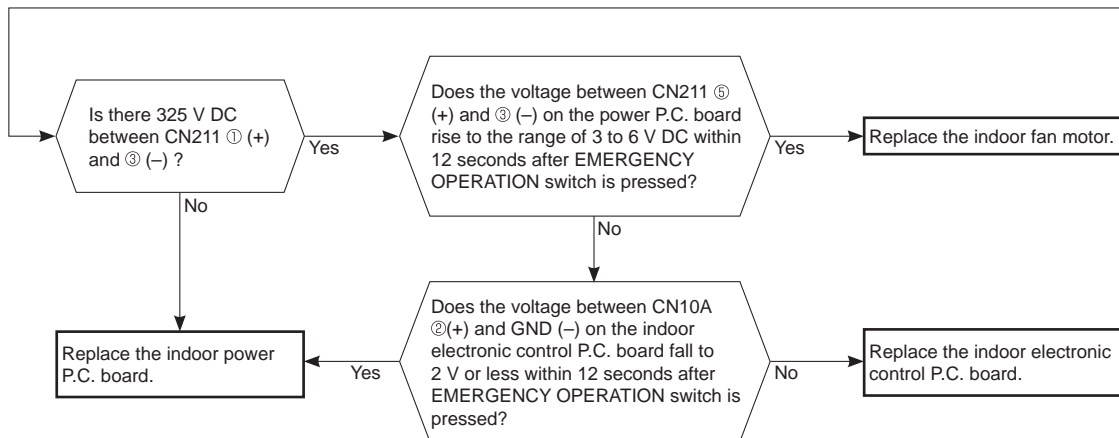 Is there 325 V DC
between CN211 ① (+)
and ③ (–) ?
Yes
No
Does the voltage between CN211 ⑤
(+) and ③ (–) on the power P.C. board
rise to the range of 3 to 6 V DC within
12 seconds after EMERGENCY
OPERATION switch is pressed?
Yes
No
Replace the indoor fan motor.
Does the voltage between CN10A
②(+) and GND (–) on the indoor
electronic control P.C. board fall to
2 V or less within 12 seconds after
EMERGENCY OPERATION switch is
pressed?
Yes
No
Replace the indoor power
P.C. board.
Replace the indoor electronic
control P.C. board.